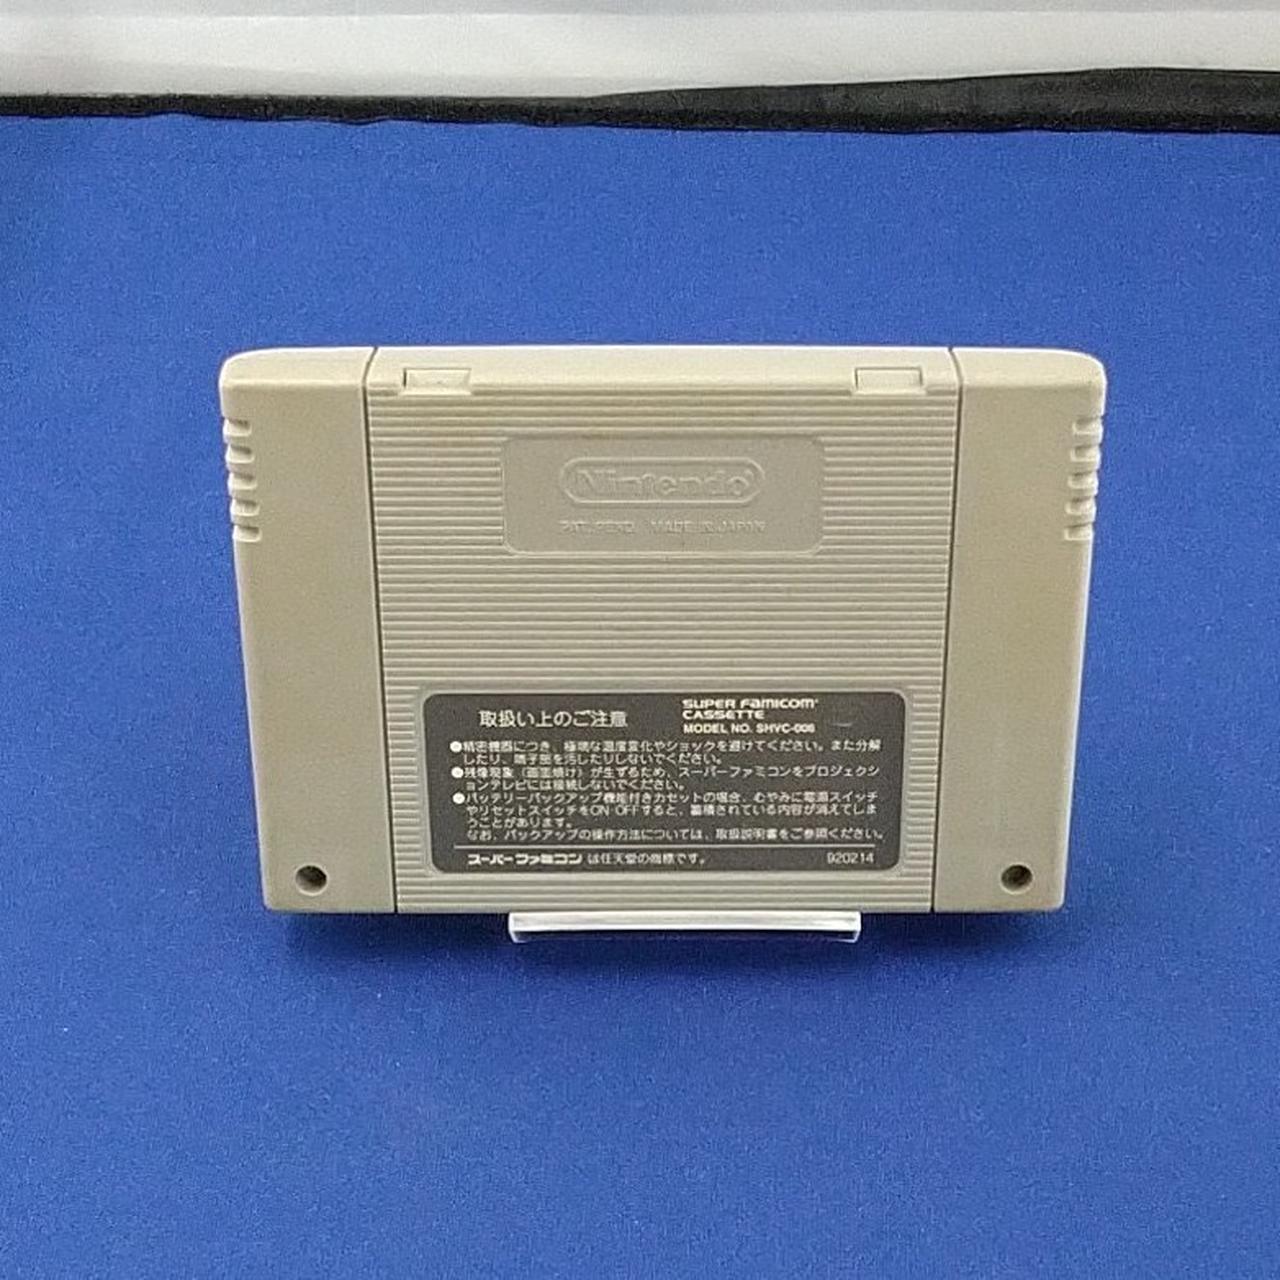 Nintendo
PAT. PEND. MADE IN JAPAN
取扱い上のご注意
SUPER FAMICOM
CASSETTE
MODEL NO. SHVC-006
●精密機器につき、極端な温度変化やショックを避けてください。また分解
したり、端子部を汚したりしないでください。
●残像現象(画面焼け)が生ずるため、スーパーファミコンをプロジェクシ
ョンテレビには接続しないでください。
●バッテリーバックアップ機能付きカセットの場合、むやみに電源スイッチ
やリセットスイッチをON OFFすると、蓄積されている内容が消えてしま
うことがあります。
なお、バックアップの操作方法については、取扱説明書をご参照ください。
スーパーファミコン は任天堂の商標です。
920214